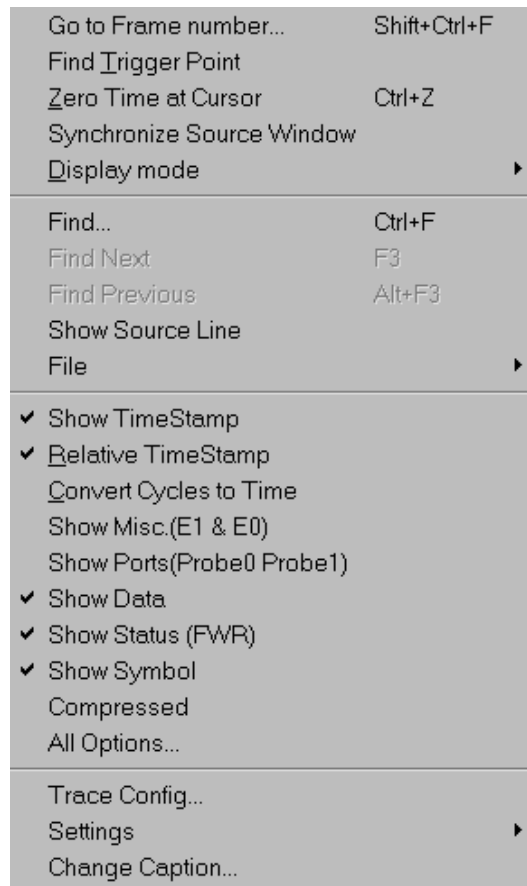 Go to Frame number... Shift+Ctrl+F
Find Trigger Point
Zero Time at Cursor Ctrl+Z
Synchronize Source Window
Display mode
Find... Ctrl+F
Find Next F3
Find Previous Alt+F3
Show Source Line
File
Show TimeStamp
Relative TimeStamp
Convert Cycles to Time
Show Misc.(E1 & E0)
Show Ports(Probe0 Probe1)
Show Data
Show Status (FWR)
Show Symbol
Compressed
All Options...
Trace Config...
Settings
Change Caption...